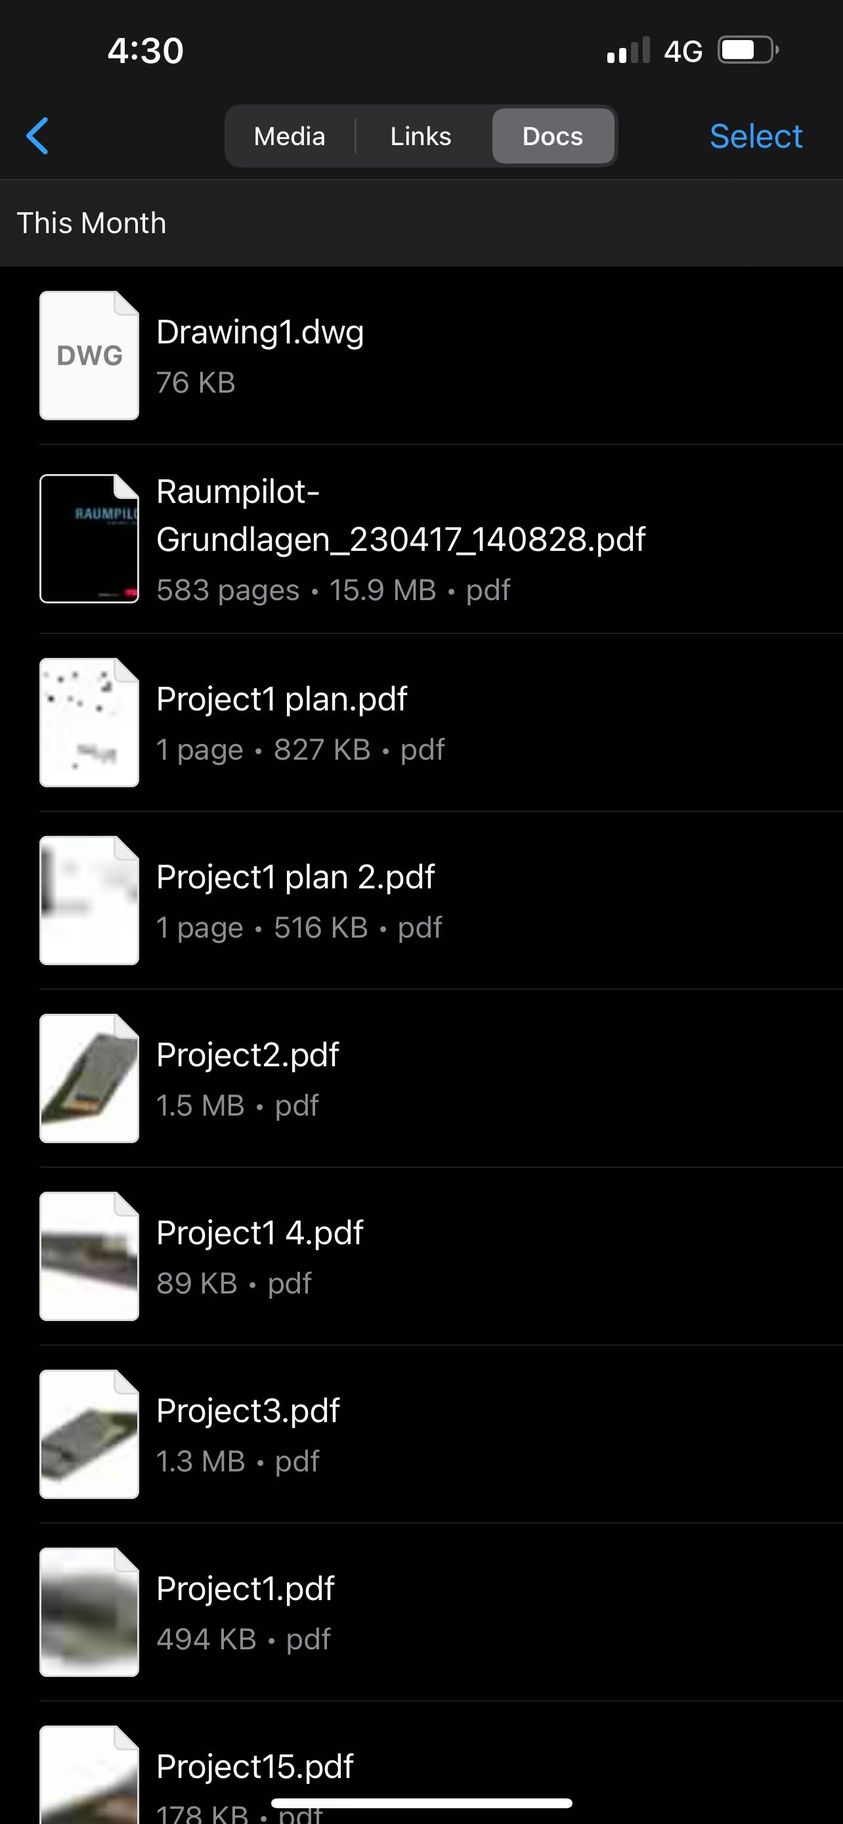 4:30
4G
Media
Links
Docs
Select
This Month
DWG
Drawing1.dwg
76 KB
RAUMPILO
Raumpilot-
Grundlagen_230417_140828.pdf
583 pages • 15.9 MB • pdf
Project1 plan.pdf
1 page • 827 KB • pdf
Project1 plan 2.pdf
1 page • 516 KB • pdf
Project2.pdf
1.5 MB • pdf
Project1 4.pdf
89 KB • pdf
Project3.pdf
1.3 MB • pdf
Project1.pdf
494 KB • pdf
Project15.pdf
178 KB • pdf